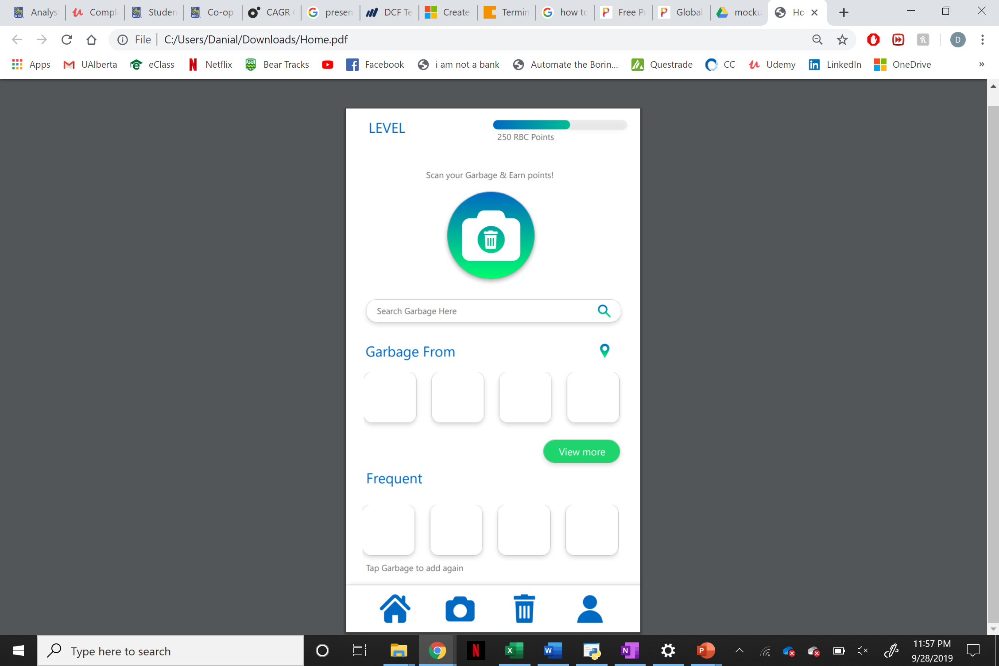 Analys
Compl
Studen
Co-op
CAGR
presen
DCF Te
Create
Termin
how to
Free P
Global
mocku
Ho
File
C:/Users/Danial/Downloads/Home.pdf
D
Apps
UAlberta
eClass
Netflix
Bear Tracks
Facebook
i am not a bank
Automate the Borin...
Questrade
CC
Udemy
LinkedIn
OneDrive
»
LEVEL
250 RBC Points
Scan your Garbage & Earn points!
Search Garbage Here
Garbage From
View more
Frequent
Tap Garbage to add again
Type here to search
11:57 PM
9/28/2019